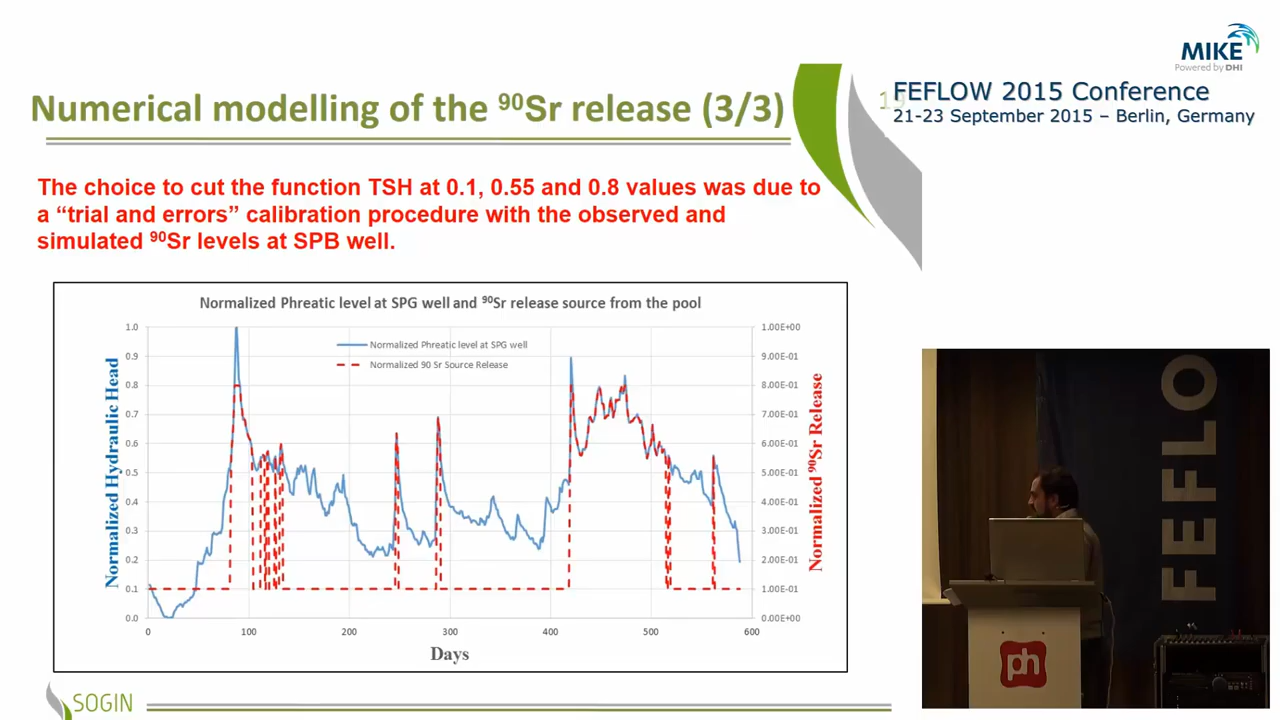 MIKE
Powered by DHI
Numerical modelling of the ⁹⁰Sr release (3/3)
FEFLOW 2015 Conference
21-23 September 2015 – Berlin, Germany
The choice to cut the function TSH at 0.1, 0.55 and 0.8 values was due to
a “trial and errors” calibration procedure with the observed and
simulated ⁹⁰Sr levels at SPB well.
Normalized Phreatic level at SPG well and ⁹⁰Sr release source from the pool
Normalized Phreatic level at SPG well
Normalized 90 Sr Source Release
Normalized Hydraulic Head
1.0
0.9
0.8
0.7
0.6
0.5
0.4
0.3
0.2
0.1
0.0
1.00E+00
9.00E-01
8.00E-01
7.00E-01
6.00E-01
5.00E-01
4.00E-01
3.00E-01
2.00E-01
1.00E-01
0.00E+00
Normalized ⁹⁰Sr Release
0 100 200 300 400 500 600
Days
FEFLO
ph
SOGIN